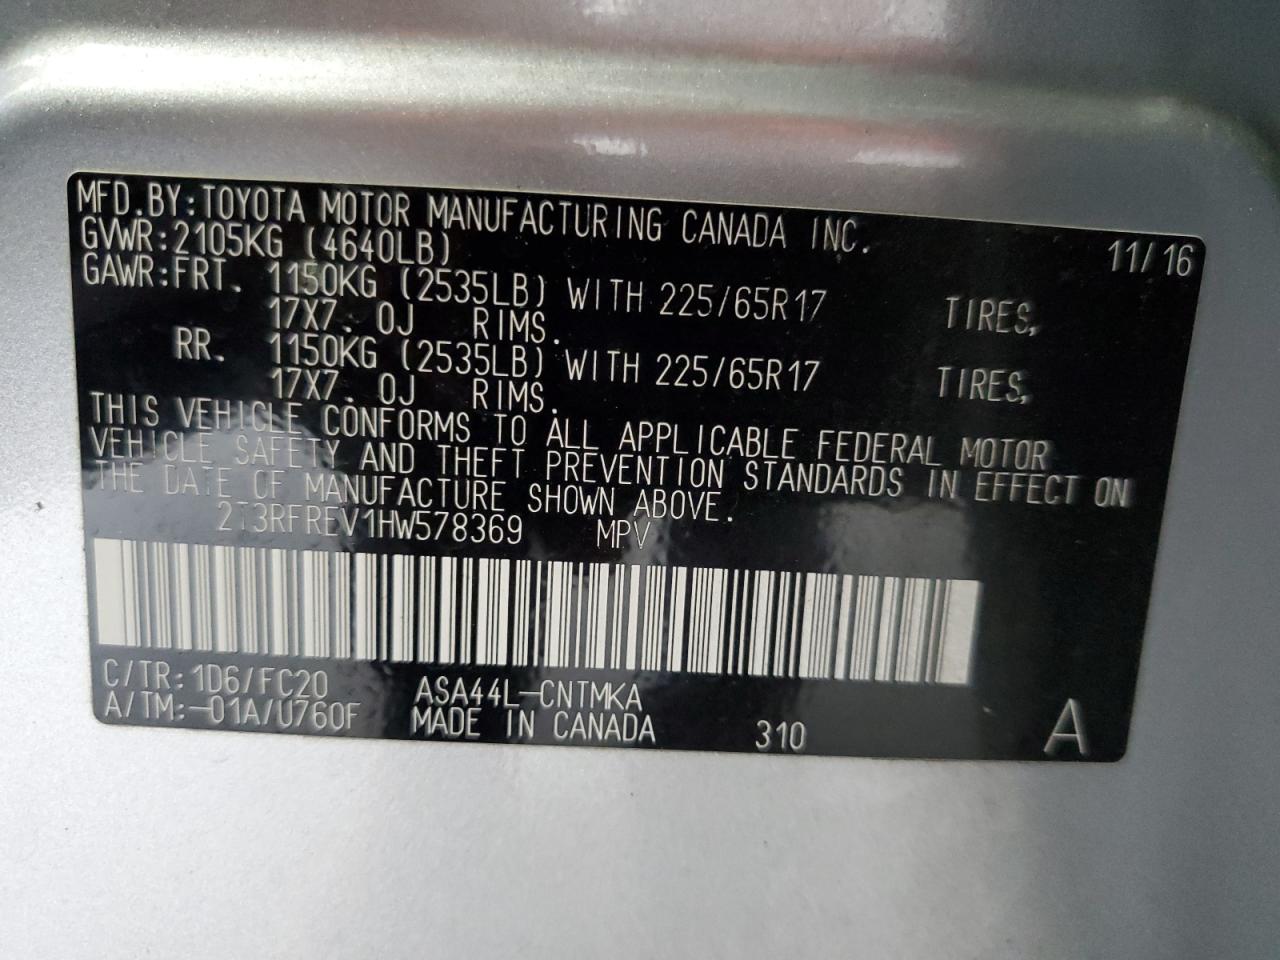 MFD.BY:TOYOTA MOTOR MANUFACTURING CANADA INC. 11/16
GVWR:2105KG (4640LB)
GAWR:FRT. 1150KG (2535LB) WITH 225/65R17 TIRES,
17X7. 0J RIMS.
RR. 1150KG (2535LB) WITH 225/65R17 TIRES,
17X7. 0J RIMS.
THIS VEHICLE CONFORMS TO ALL APPLICABLE FEDERAL MOTOR
VEHICLE SAFETY AND THEFT PREVENTION STANDARDS IN EFFECT ON
THE DATE OF MANUFACTURE SHOWN ABOVE.
2T3RFREV1HW578369 MPV
C/TR:1D6/FC20 ASA44L-CNTMKA
A/TM:-01A/U760F MADE IN CANADA 310 A